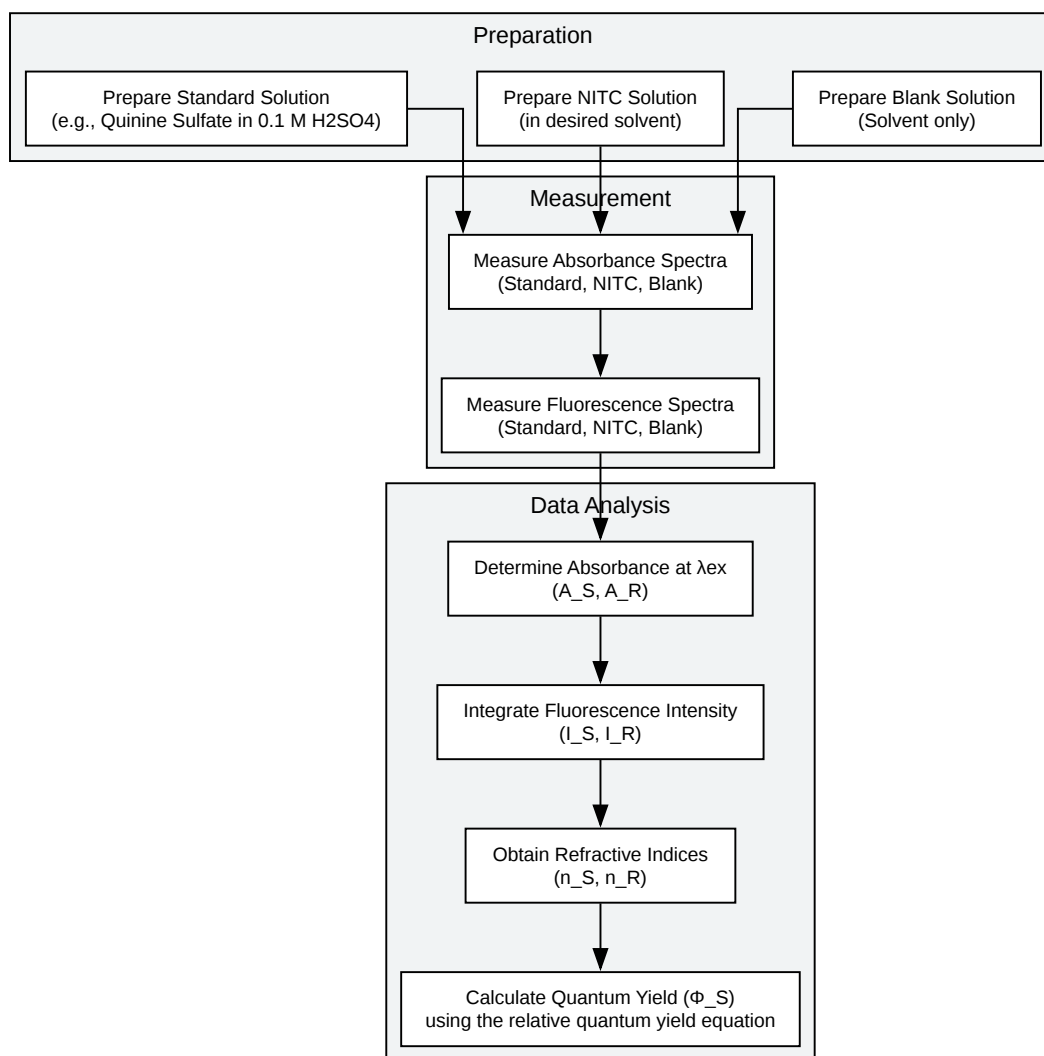 Preparation
Prepare Standard Solution
(e.g., Quinine Sulfate in 0.1 M H2SO4)
Prepare NITC Solution
(in desired solvent)
Prepare Blank Solution
(Solvent only)
Measurement
Measure Absorbance Spectra
(Standard, NITC, Blank)
Measure Fluorescence Spectra
(Standard, NITC, Blank)
Data Analysis
Determine Absorbance at λex
(A_S, A_R)
Integrate Fluorescence Intensity
(I_S, I_R)
Obtain Refractive Indices
(n_S, n_R)
Calculate Quantum Yield (Φ_S)
using the relative quantum yield equation